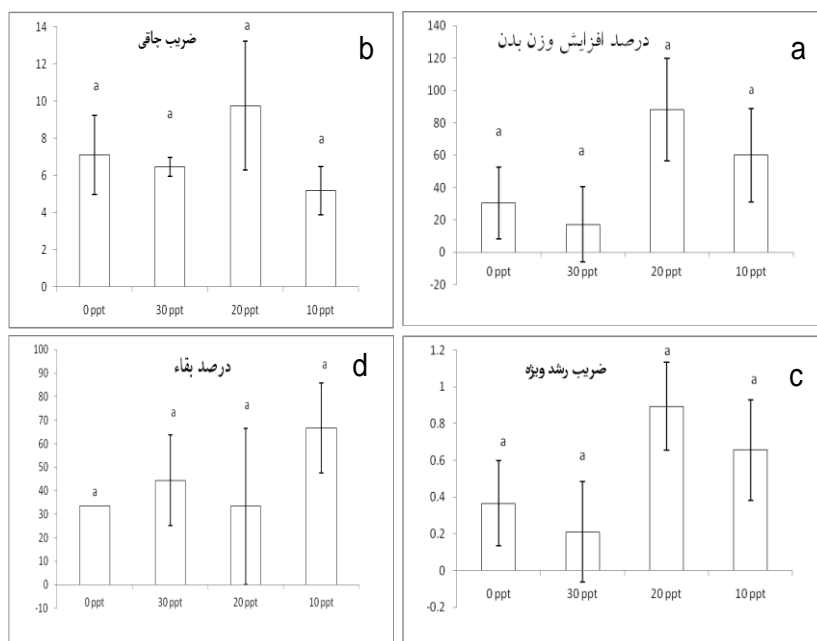 درصد افزایش وزن بدن
a
140
120
100
80
60
40
20
0
-20
a
a
a
a
0 ppt 30 ppt 20 ppt 10 ppt
ضریب چاقی
b
14
12
10
8
6
4
2
0
a
a
a
a
0 ppt 30 ppt 20 ppt 10 ppt
ضریب رشد ویژه
c
1.2
1
0.8
0.6
0.4
0.2
0
-0.2
a
a
a
a
0 ppt 30 ppt 20 ppt 10 ppt
درصد بقاء
d
100
90
80
70
60
50
40
30
20
10
0
-10
a
a
a
a
0 ppt 30 ppt 20 ppt 10 ppt